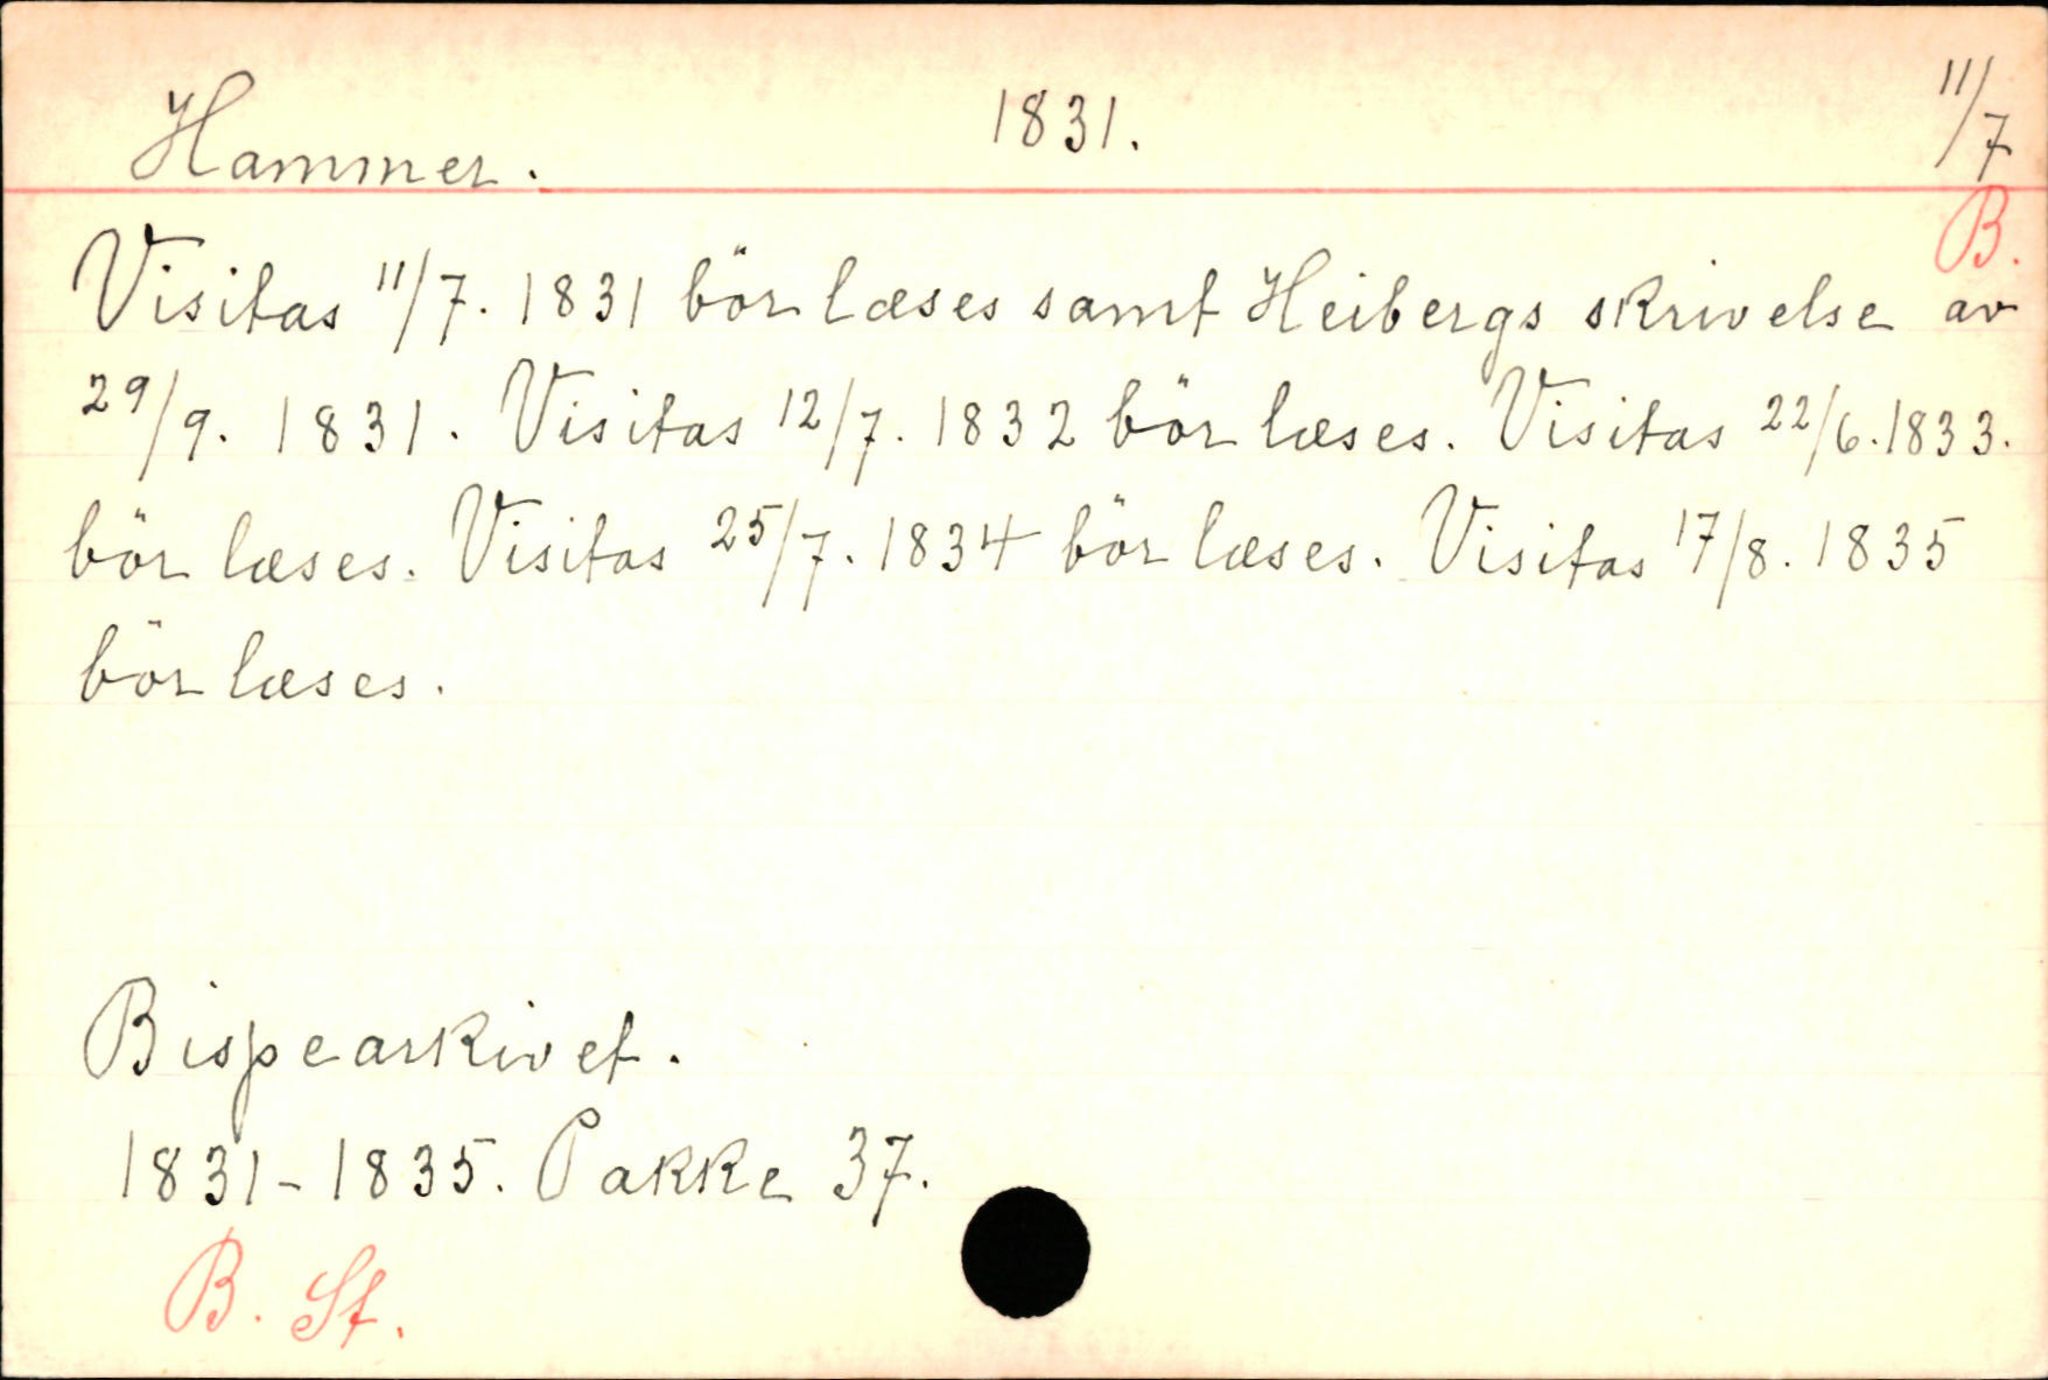 Hammer. 1831. 11/7
B.
Visitas 11/7. 1831 bör læses samt Heibergs skrivelse av
29/9. 1831. Visitas 12/7. 1832 bör læses. Visitas 22/6. 1833.
bör læses. Visitas 25/7. 1834 bör læses. Visitas 17/8. 1835
bör læses.
Bispearkivet.
1831-1835. Pakke 37.
B. St.